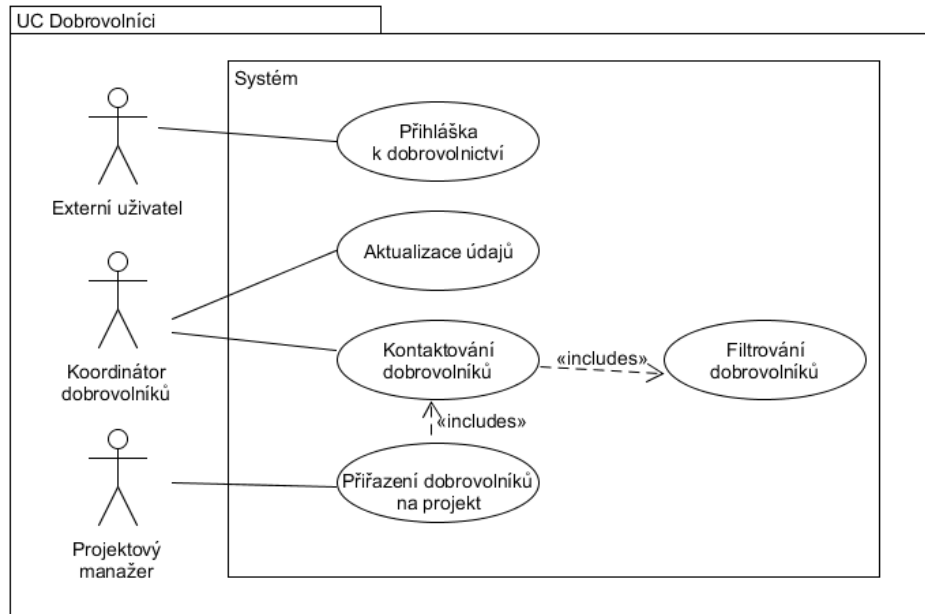 UC Dobrovolníci
Systém
Přihláška
k dobrovolnictví
Externí uživatel
Aktualizace údajů
Koordinátor
dobrovolníků
Kontaktování
dobrovolníků
«includes»
Filtrování
dobrovolníků
«includes»
Přiřazení dobrovolníků
na projekt
Projektový
manažer